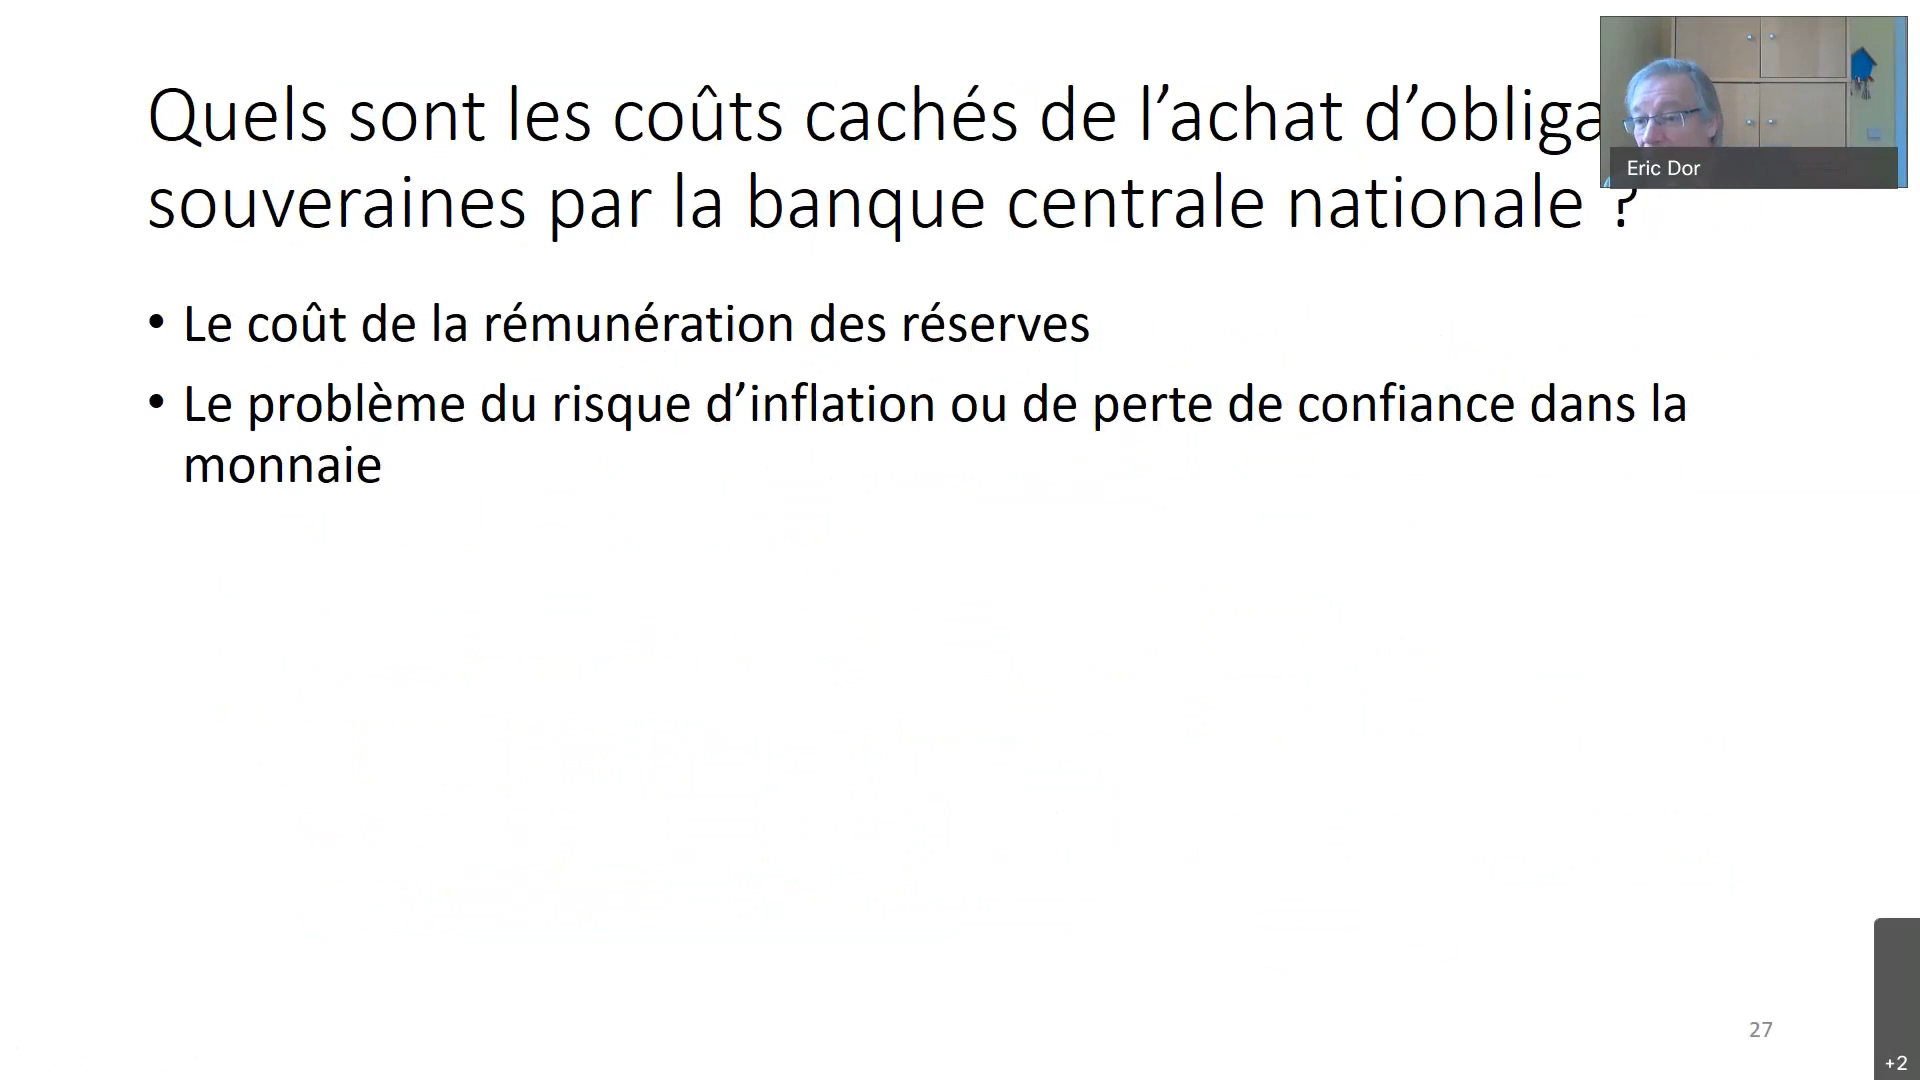 Quels sont les coûts cachés de l’achat d’obliga
souveraines par la banque centrale nationale ?
• Le coût de la rémunération des réserves
• Le problème du risque d’inflation ou de perte de confiance dans la
monnaie
Eric Dor
27
+2